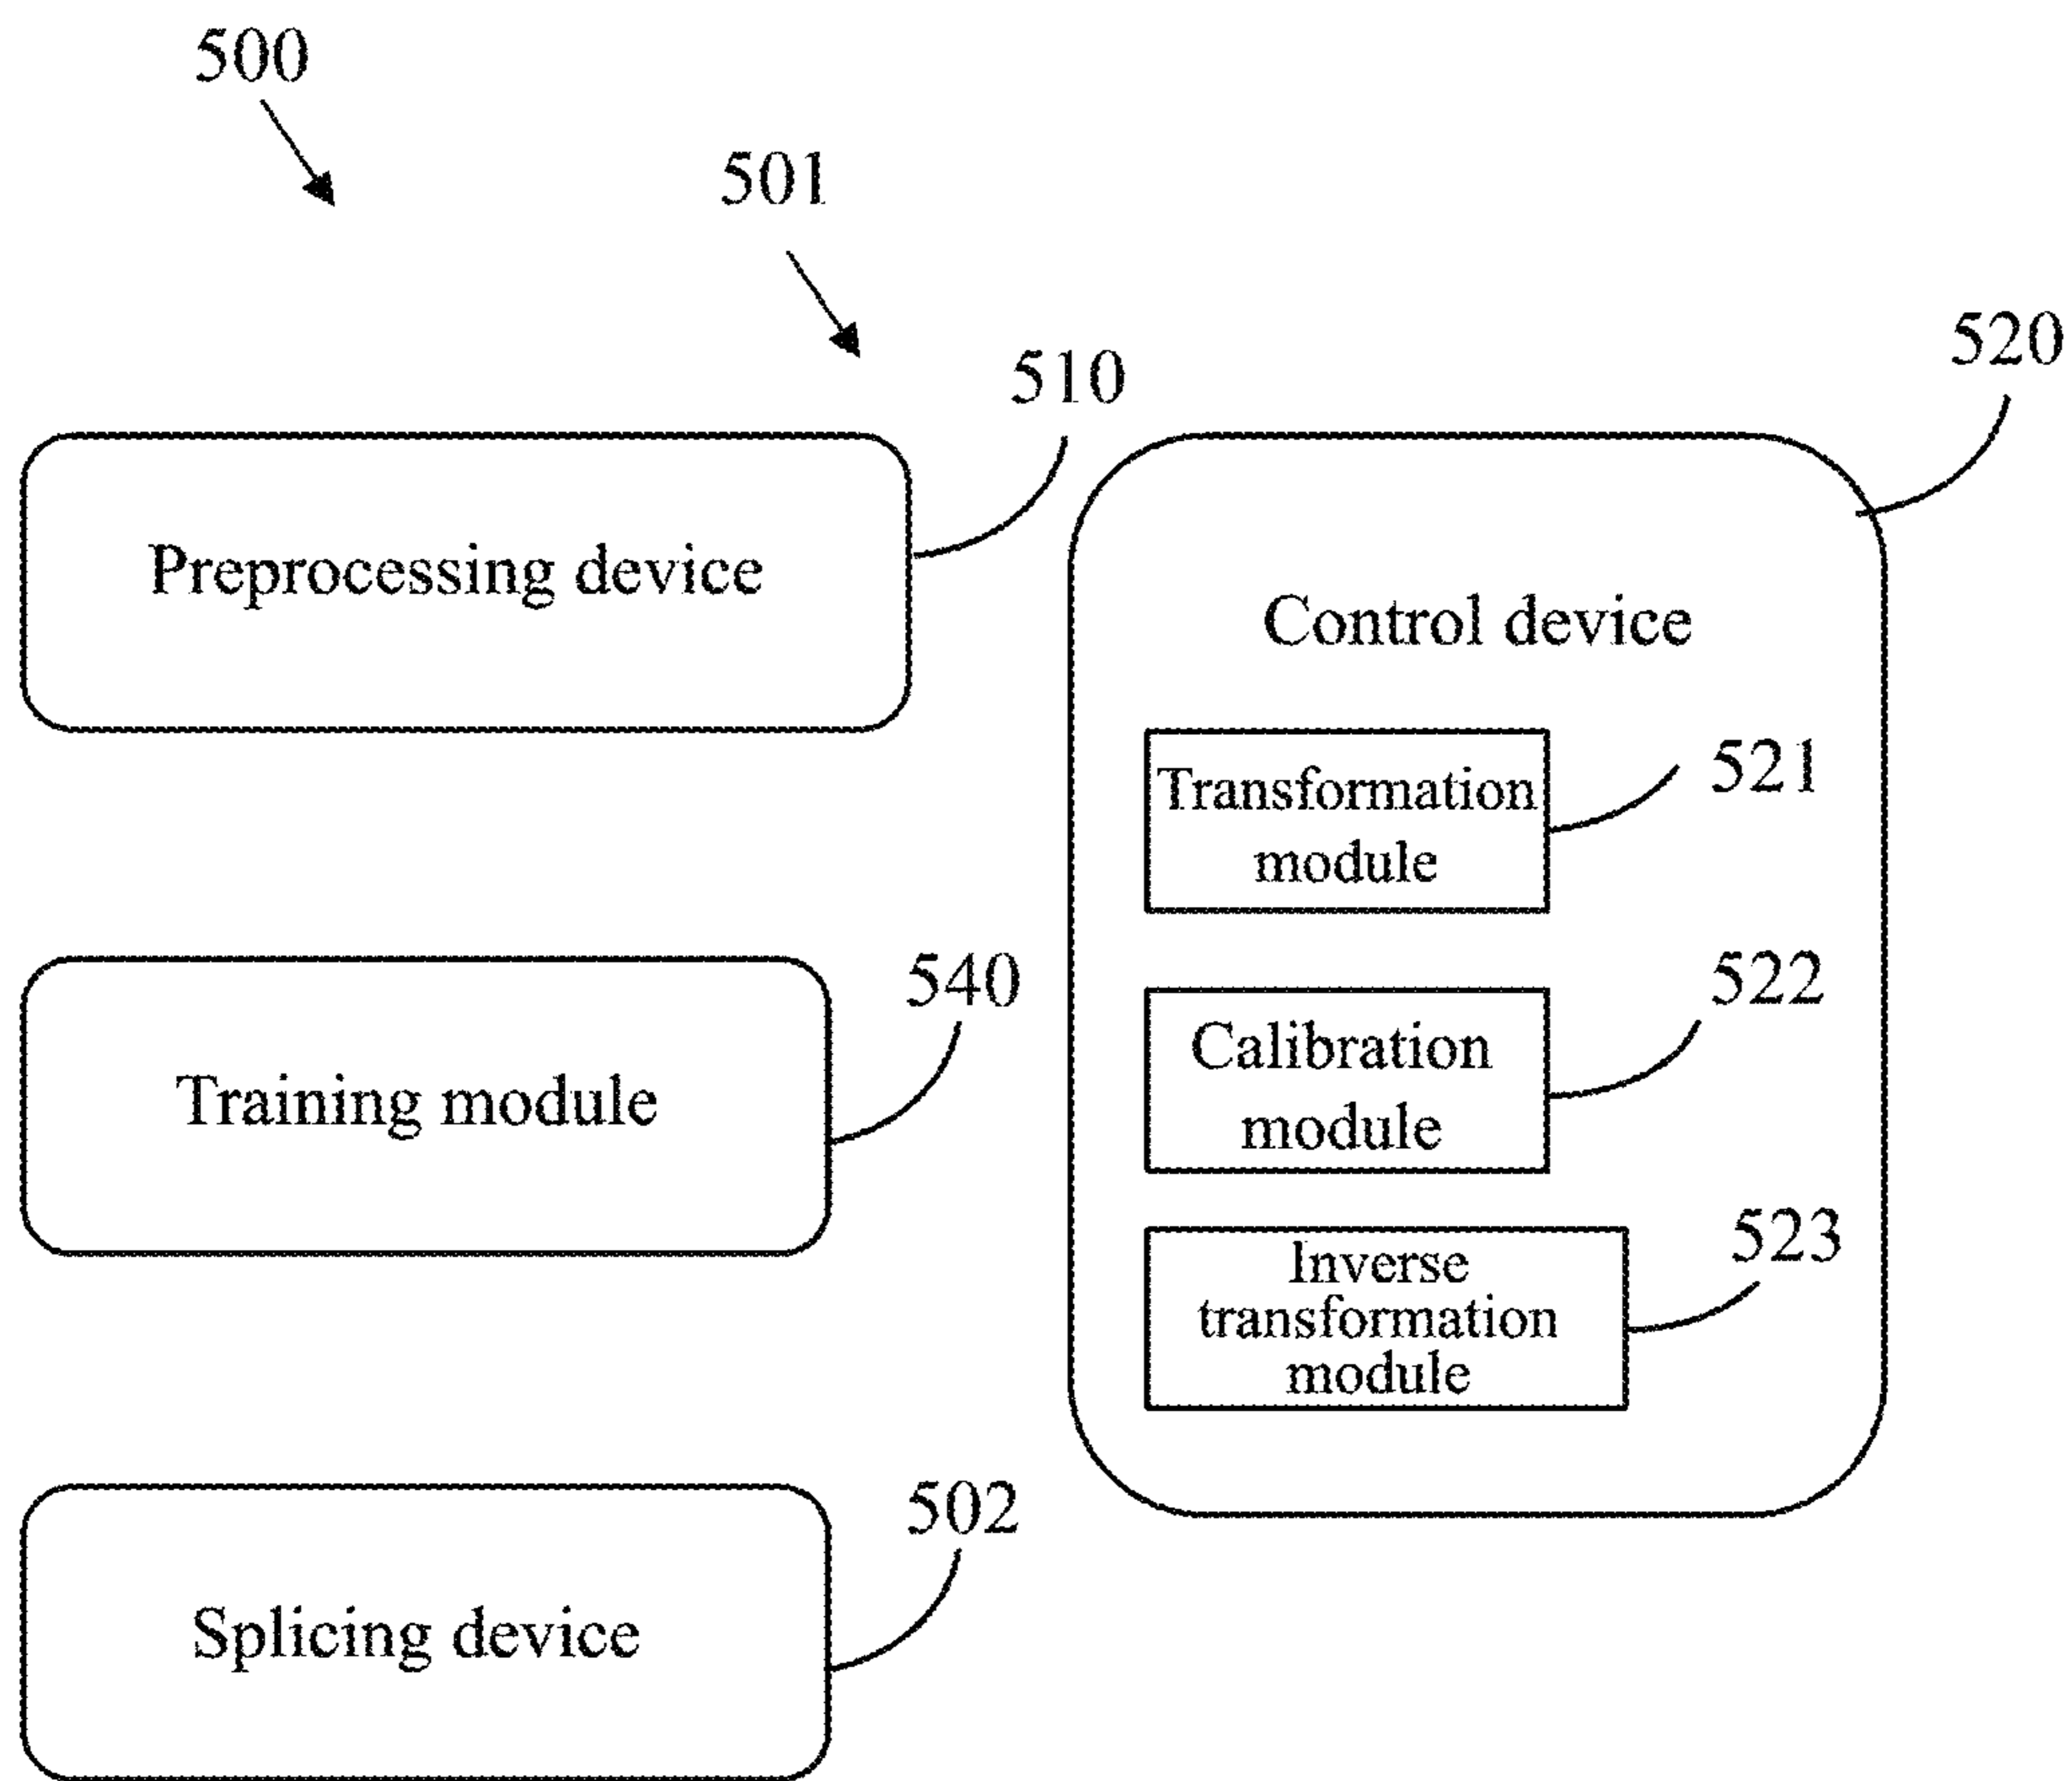 500
501
510
520
Preprocessing device
Control device
Transformation
module
521
540
Training module
522
Calibration
module
523
Inverse
transformation
module
502
Splicing device